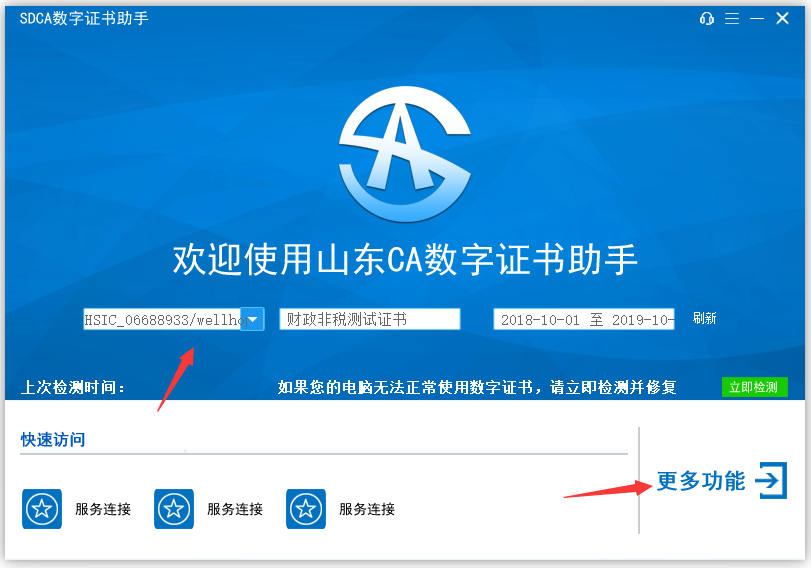 SDCA数字证书助手
欢迎使用山东CA数字证书助手
HSIC_06688933/wellho
财政非税测试证书
2018-10-01 至 2019-10-
刷新
上次检测时间：
如果您的电脑无法正常使用数字证书，请立即检测并修复
立即检测
快速访问
更多功能
服务连接
服务连接
服务连接